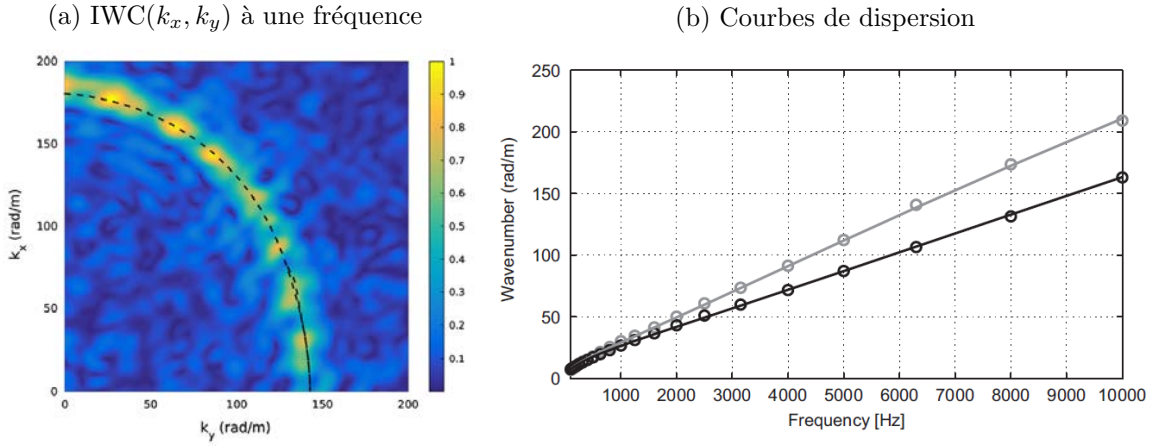 (a) IWC(kx, ky) à une fréquence
(b) Courbes de dispersion
200
150
100
50
0
kx (rad/m)
0 50 100 150 200
ky (rad/m)
1
0.9
0.8
0.7
0.6
0.5
0.4
0.3
0.2
0.1
250
200
150
100
50
0
Wavenumber (rad/m)
1000 2000 3000 4000 5000 6000 7000 8000 9000 10000
Frequency [Hz]